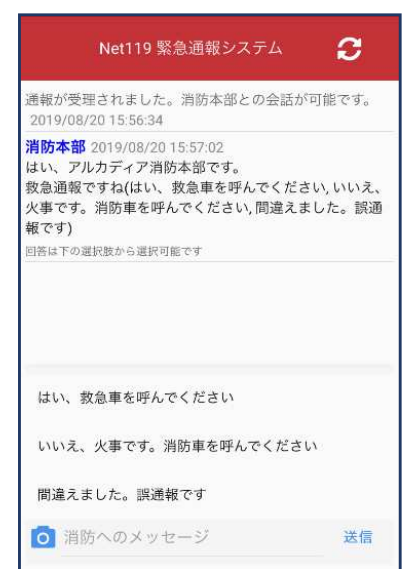 Net119 緊急通報システム
通報が受理されました。消防本部との会話が可能です。
2019/08/20 15:56:34
消防本部 2019/08/20 15:57:02
はい、アルカディア消防本部です。
救急通報ですね(はい、救急車を呼んでください, いいえ、
火事です。消防車を呼んでください, 間違えました。誤通
報です)
回答は下の選択肢から選択可能です
はい、救急車を呼んでください
いいえ、火事です。消防車を呼んでください
間違えました。誤通報です
消防へのメッセージ 送信